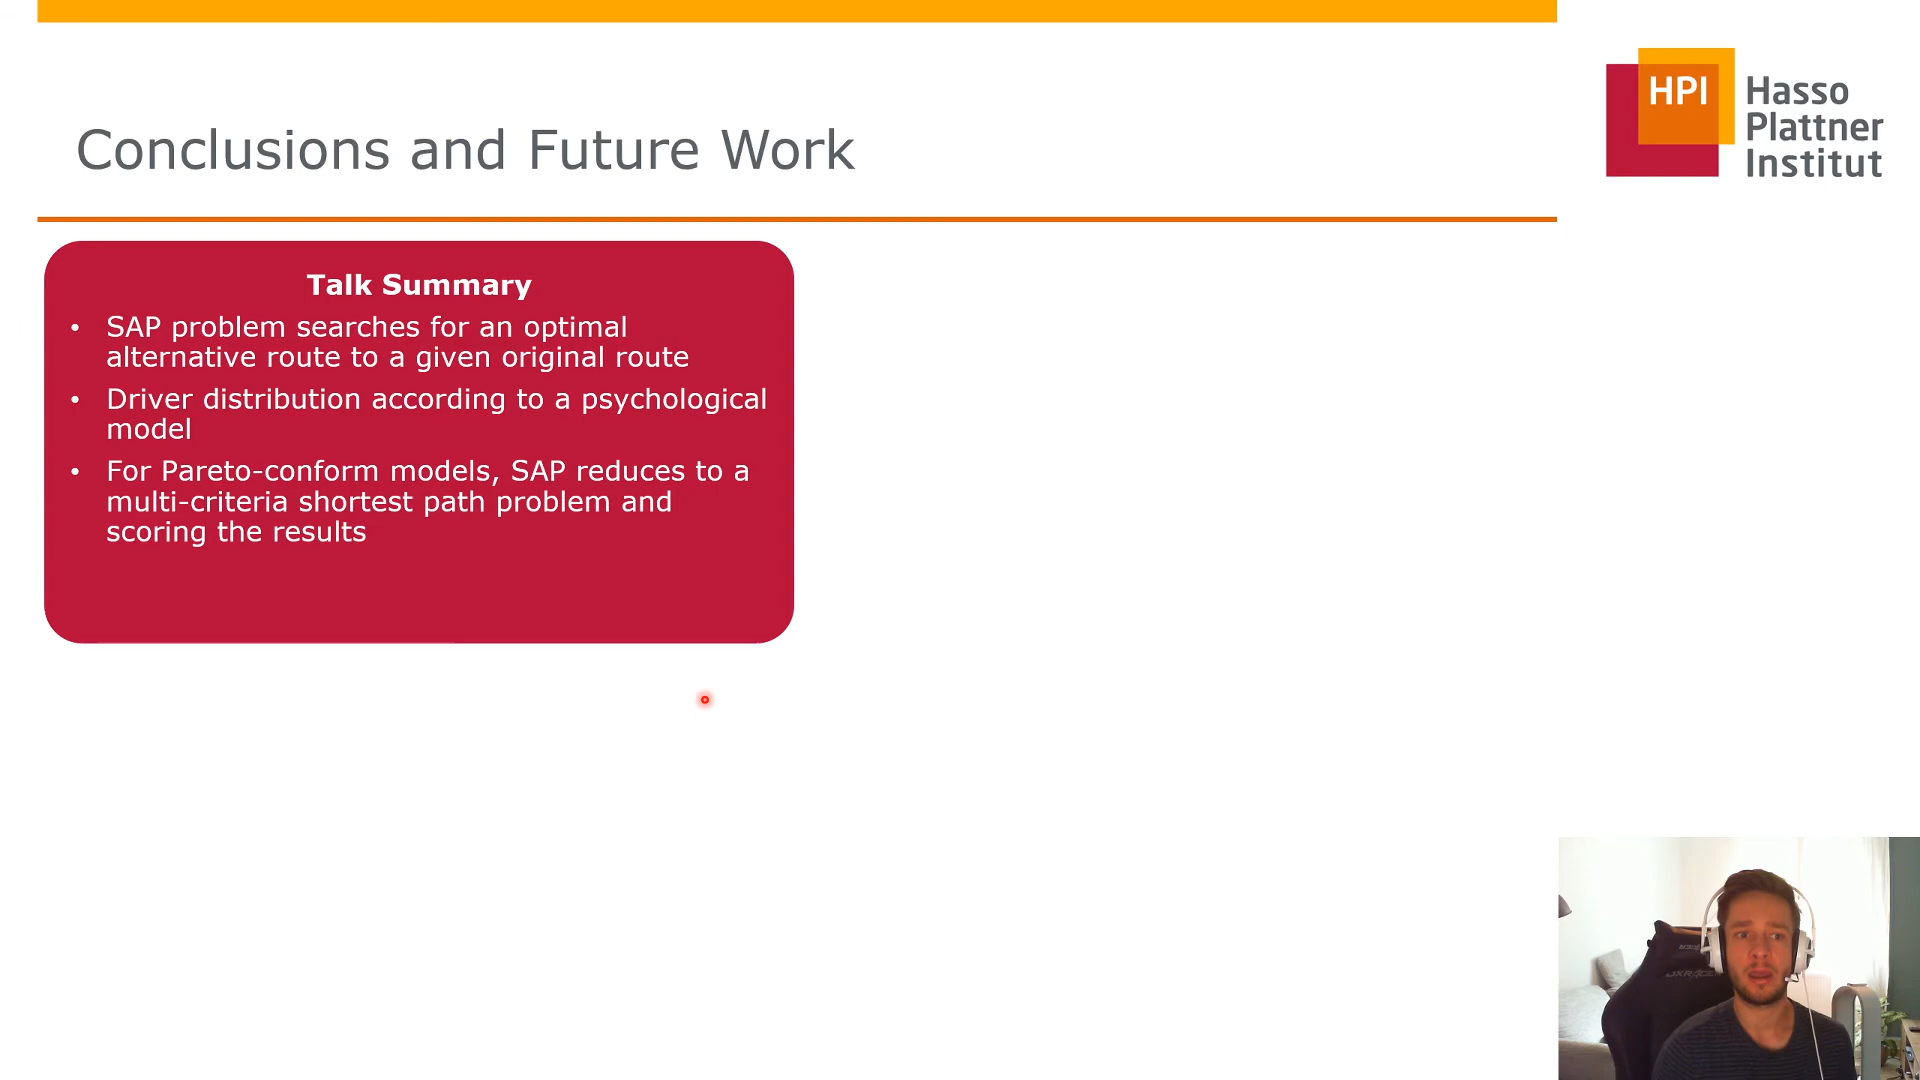 Conclusions and Future Work
HPI
Hasso
Plattner
Institut
Talk Summary
• SAP problem searches for an optimal
alternative route to a given original route
• Driver distribution according to a psychological
model
• For Pareto-conform models, SAP reduces to a
multi-criteria shortest path problem and
scoring the results